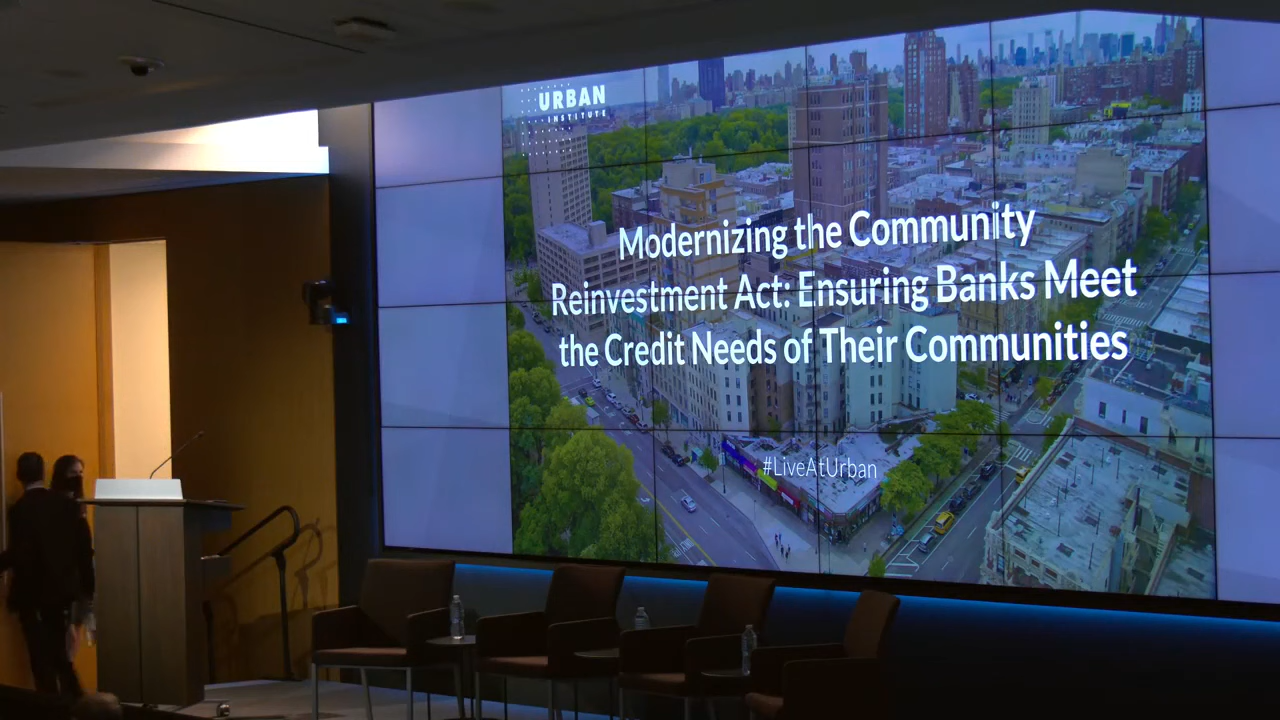 URBAN
INSTITUTE
Modernizing the Community
Reinvestment Act: Ensuring Banks Meet
the Credit Needs of Their Communities
#LiveAtUrban